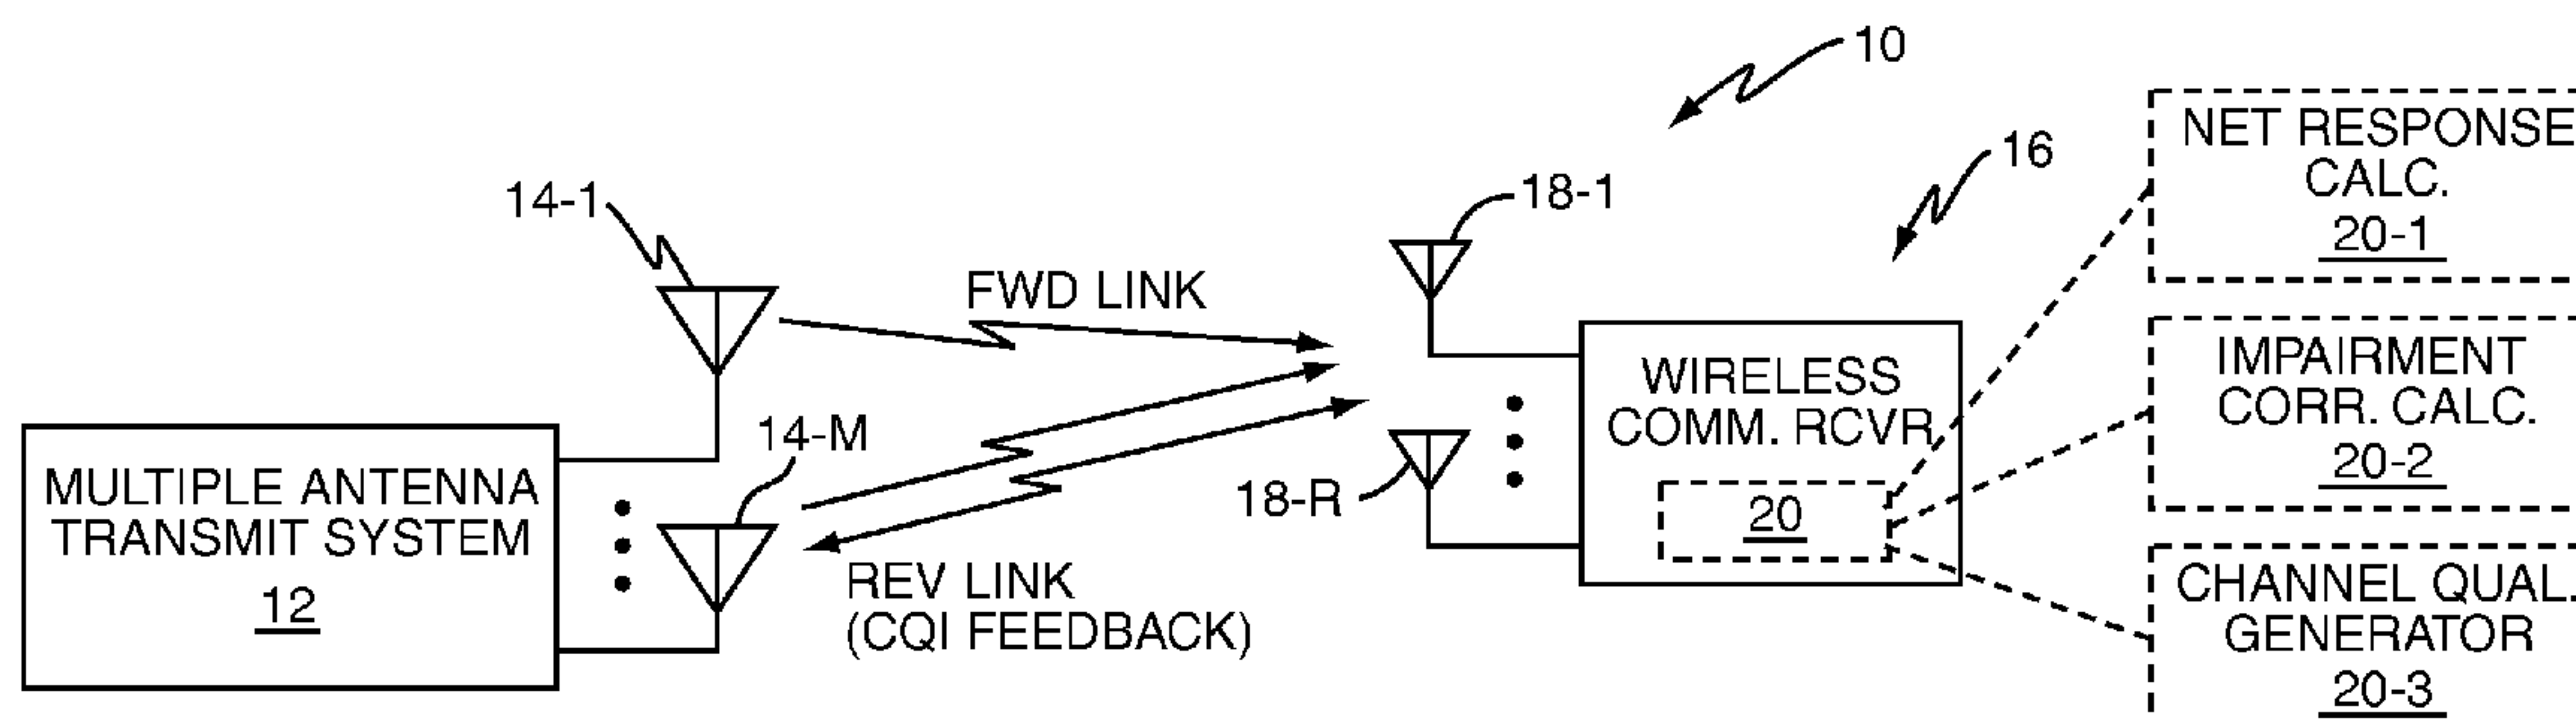 10
16
14-1
18-1
FWD LINK
14-M
18-R
MULTIPLE ANTENNA
TRANSMIT SYSTEM
12
REV LINK
(CQI FEEDBACK)
WIRELESS
COMM. RCVR
20
NET RESPONSE
CALC.
20-1
IMPAIRMENT
CORR. CALC.
20-2
CHANNEL QUAL.
GENERATOR
20-3